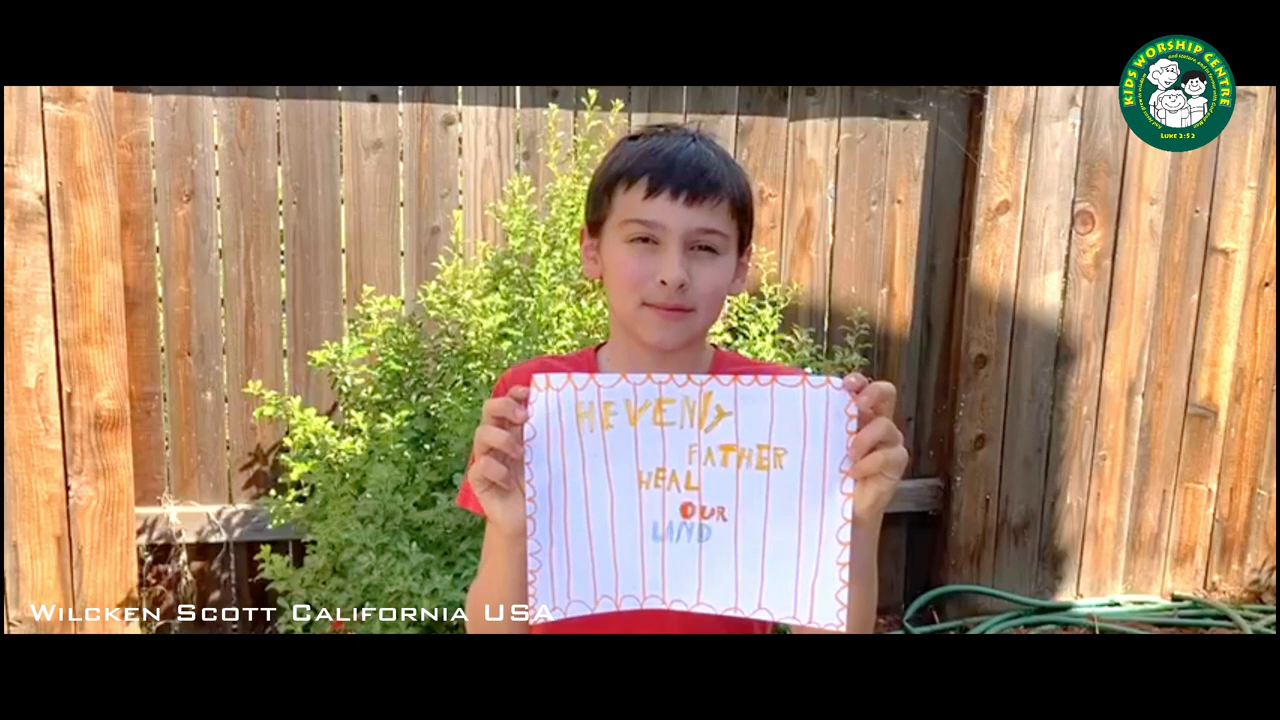 KIDS WORSHIP CENTRE
LUKE 2:52
HEVENLY
FATHER
HEAL
OUR
LAND
WILCKEN SCOTT CALIFORNIA USA